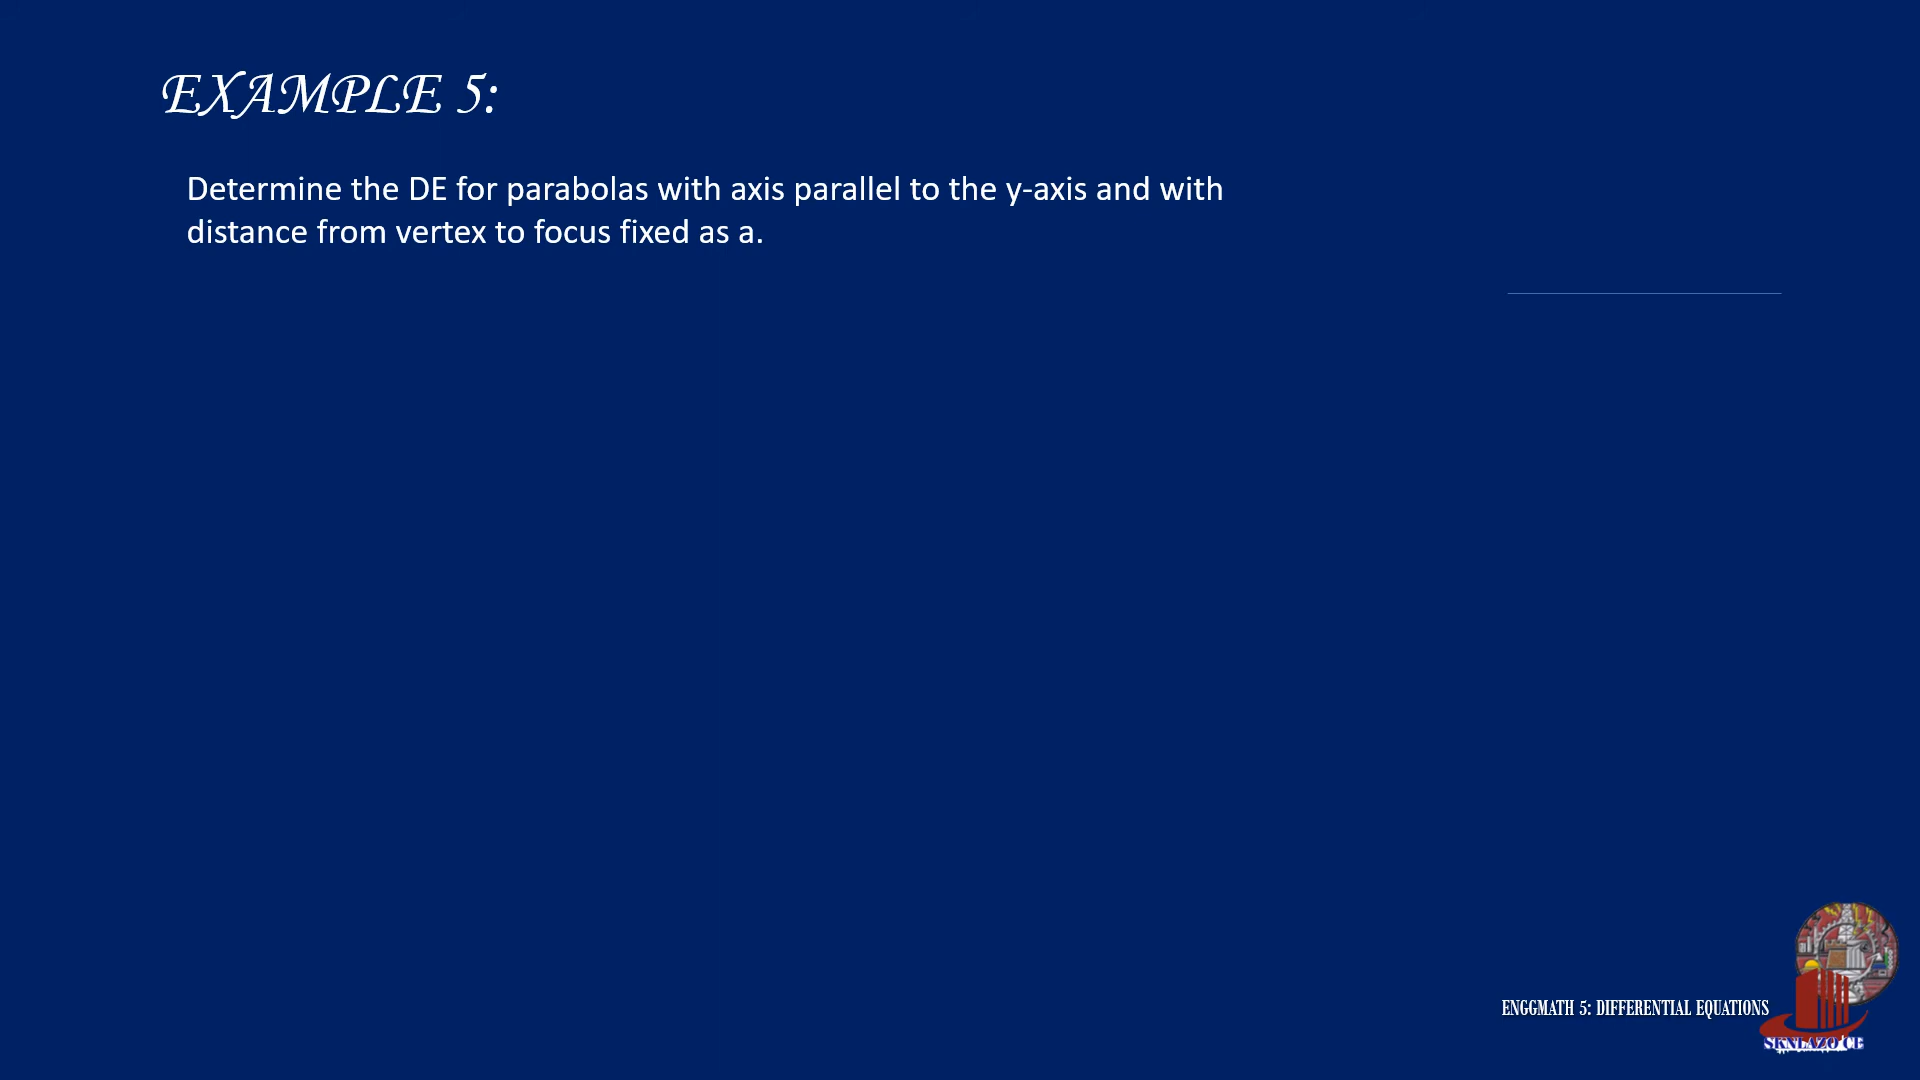 EXAMPLE 5:
Determine the DE for parabolas with axis parallel to the y-axis and with
distance from vertex to focus fixed as a.
ENGGMATH 5: DIFFERENTIAL EQUATIONS